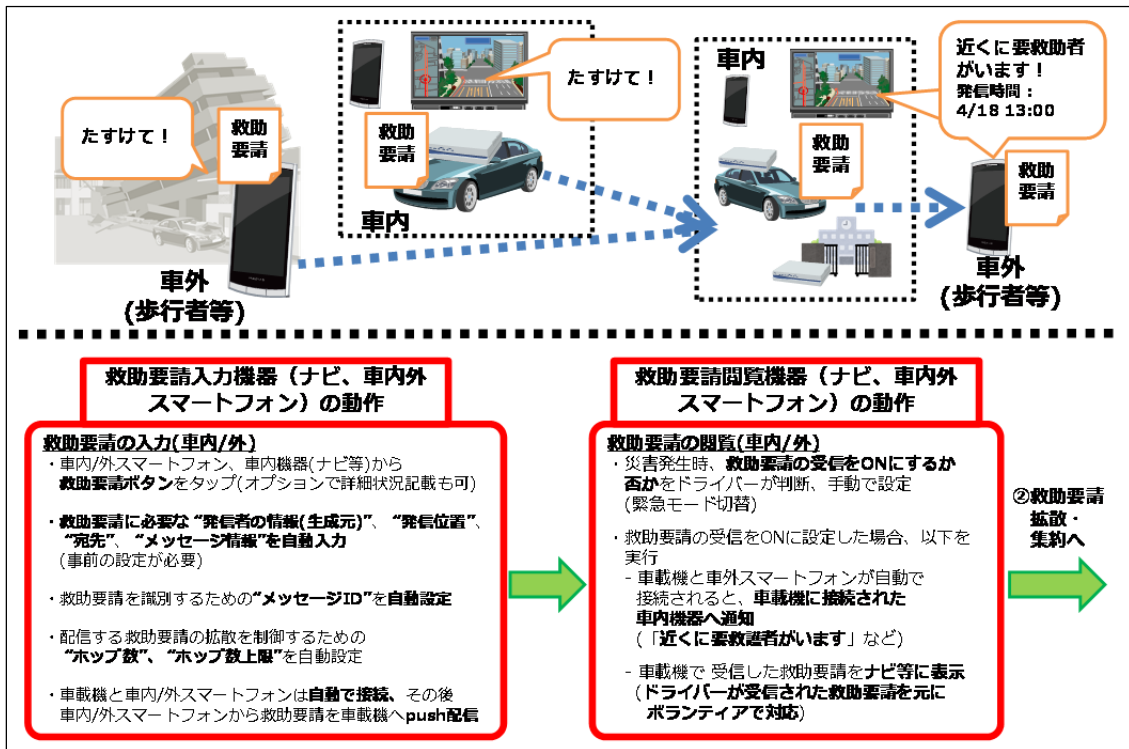 たすけて！
救助
要請
車外
(歩行者等)
たすけて！
救助
要請
車内
車内
救助
要請
近くに要救助者
がいます！
発信時間：
4/18 13:00
救助
要請
車外
(歩行者等)
救助要請入力機器（ナビ、車内外
スマートフォン）の動作
救助要請の入力(車内/外)
・車内/外スマートフォン、車内機器(ナビ等)から
救助要請ボタンをタップ(オプションで詳細状況記載も可)
・救助要請に必要な“発信者の情報(生成元)”、“発信位置”、
“宛先”、“メッセージ情報”を自動入力
(事前の設定が必要)
・救助要請を識別するための“メッセージID”を自動設定
・配信する救助要請の拡散を制御するための
“ホップ数”、“ホップ数上限”を自動設定
・車載機と車内/外スマートフォンは自動で接続、その後
車内/外スマートフォンから救助要請を車載機へpush配信
救助要請閲覧機器（ナビ、車内外
スマートフォン）の動作
救助要請の閲覧(車内/外)
・災害発生時、救助要請の受信をONにするか
否かをドライバーが判断、手動で設定
(緊急モード切替)
・救助要請の受信をONに設定した場合、以下を
実行
- 車載機と車外スマートフォンが自動で
接続されると、車載機に接続された
車内機器へ通知
(「近くに要救護者がいます」など)
- 車載機で 受信した救助要請をナビ等に表示
(ドライバーが受信された救助要請を元に
ボランティアで対応)
②救助要請
拡散・
集約へ